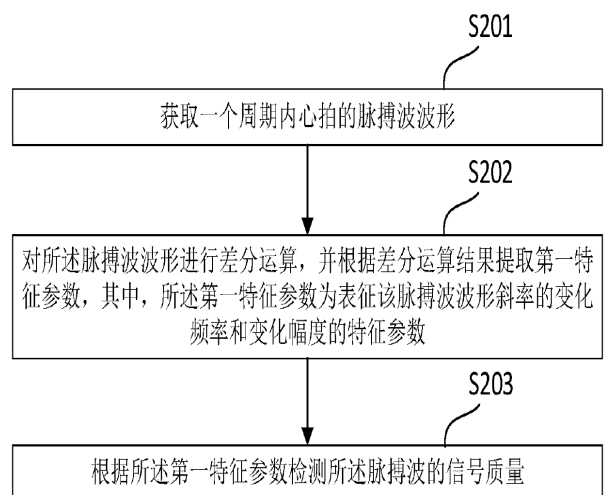 S201
获取一个周期内心拍的脉搏波波形
S202
对所述脉搏波波形进行差分运算，并根据差分运算结果提取第一特
征参数，其中，所述第一特征参数为表征该脉搏波波形斜率的变化
频率和变化幅度的特征参数
S203
根据所述第一特征参数检测所述脉搏波的信号质量